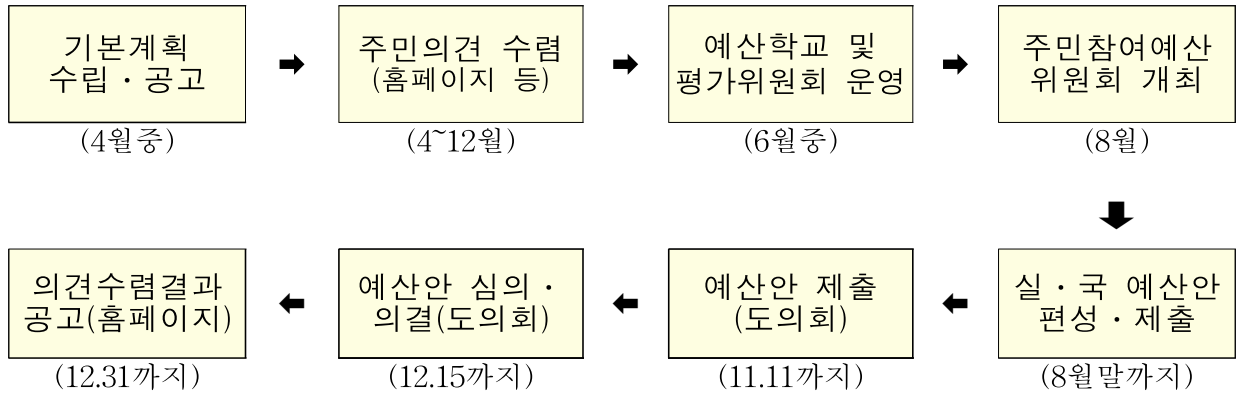 기본계획
수립·공고
(4월중)
주민의견 수렴
(홈페이지 등)
(4~12월)
예산학교 및
평가위원회 운영
(6월중)
주민참여예산
위원회 개최
(8월)
실·국 예산안
편성·제출
(8월말까지)
예산안 제출
(도의회)
(11.11까지)
예산안 심의·
의결(도의회)
(12.15까지)
의견수렴결과
공고(홈페이지)
(12.31까지)